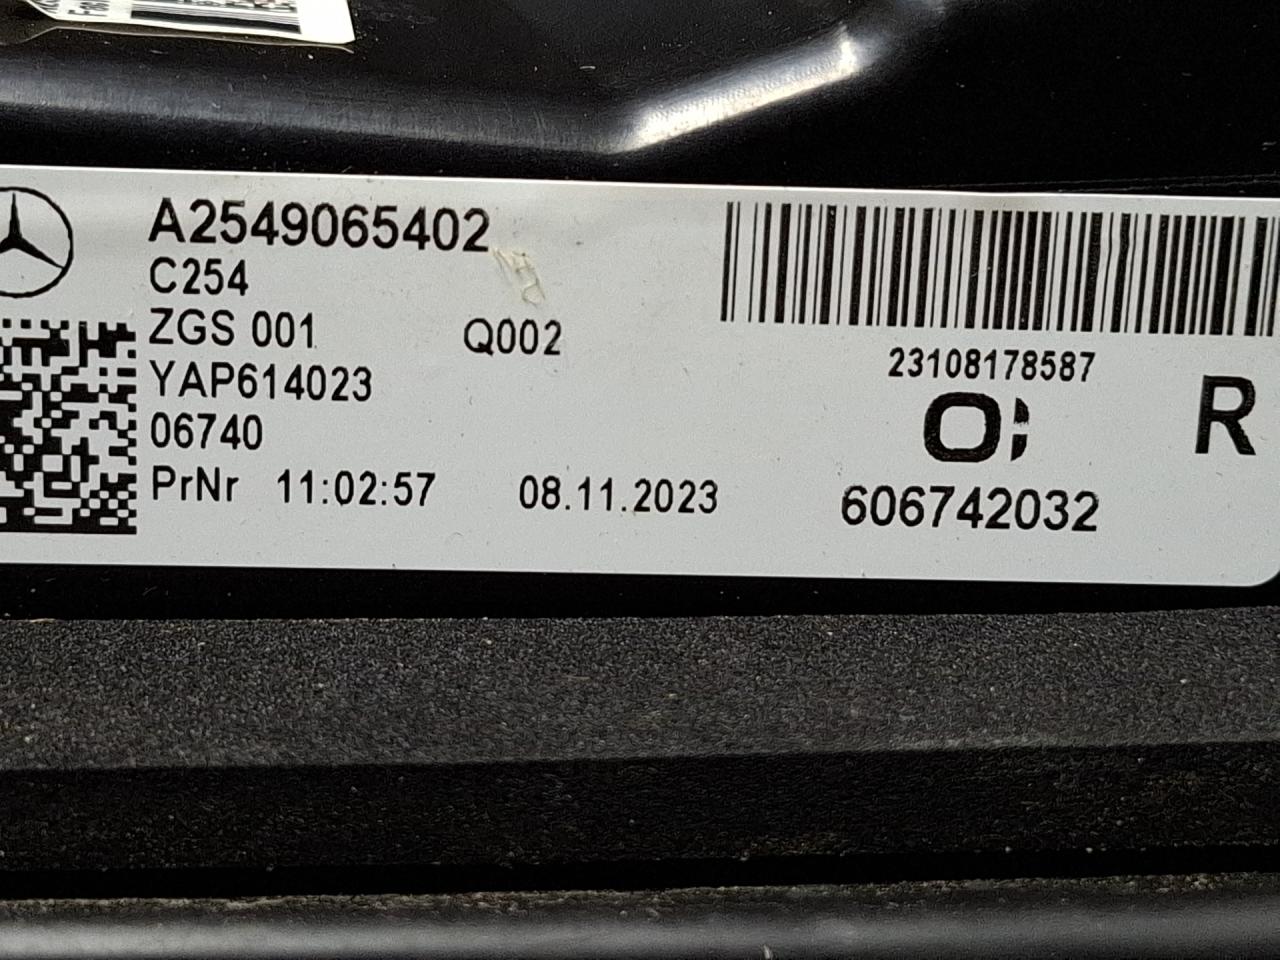 A2549065402
C254
ZGS 001 Q002
YAP614023
06740
PrNr 11:02:57 08.11.2023
23108178587
R
606742032